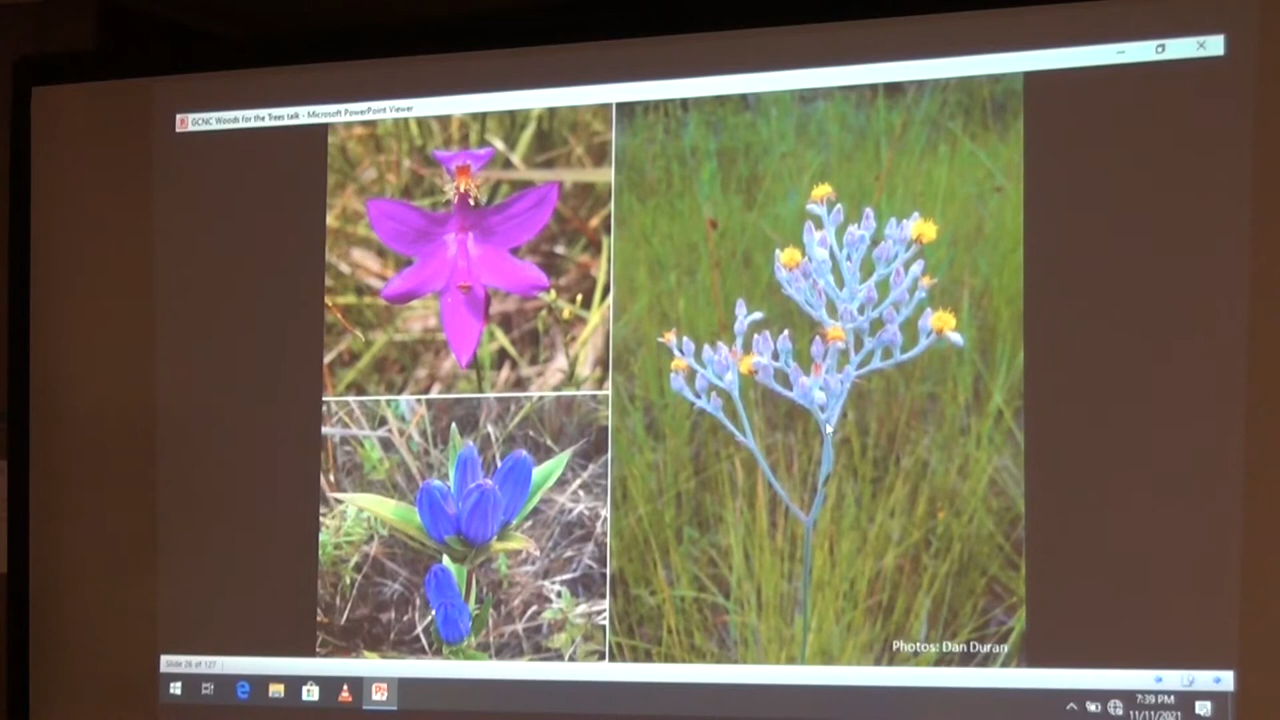 GCNC Woods for the Trees talk - Microsoft PowerPoint Viewer
Photos: Dan Duran
Slide 26 of 127
7:39 PM
11/11/2021